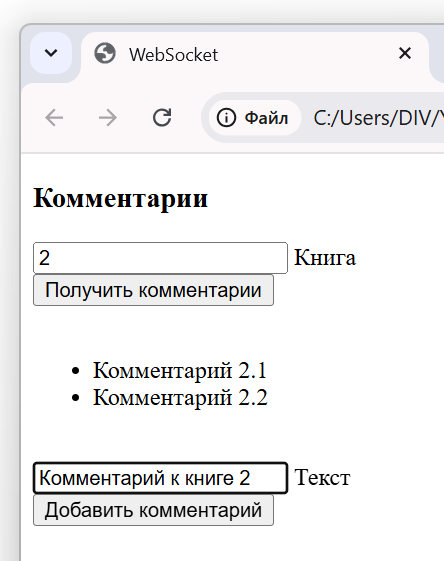 WebSocket
Файл C:/Users/DIV/
Комментарии
2 Книга
Получить комментарии
Комментарий 2.1
Комментарий 2.2
Комментарий к книге 2 Текст
Добавить комментарий